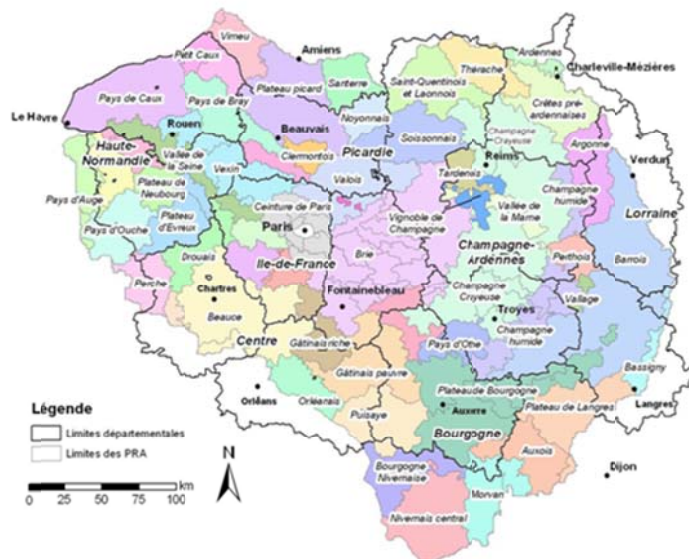 Vimeu
Amiens
Ardennes
Petit Caux
Charleville-Mézières
Thiérache
Pays de Caux
Plateau picard
Santerre
Saint-Quentinois
et Laonnois
Pays de Bray
Crêtes pré-
ardennaises
Noyonnais
Le Havre
Rouen
Beauvais
Soissonnais
Champagne
Crayeuse
Argonne
Haute-
Normandie
Clermontois
Picardie
Verdun
Vallée de
la Seine
Vexin
Valois
Reims
Tardenois
Champagne
humide
Lorraine
Plateau de
Neubourg
Pays d'Auge
Ceinture de Paris
Vignoble de
Champagne
Vallée de
la Marne
Pays d'Ouche
Plateau
d'Evreux
Paris
Brie
Champagne-
Ardennes
Barrois
Drouais
Ile-de-France
Perthois
Perche
Chartres
Fontainebleau
Champagne
Crayeuse
Vallage
Beauce
Troyes
Centre
Gâtinais riche
Pays d'Othe
Champagne
humide
Gâtinais pauvre
Bassigny
Orléans
Orléanais
Plateau de Bourgogne
Langres
Puisaye
Auxerre
Plateau de Langres
Bourgogne
Auxois
Bourgogne
Nivernaise
Dijon
Morvan
Nivernais central
Légende
Limites départementales
Limites des PRA
N
0 25 50 75 100
km